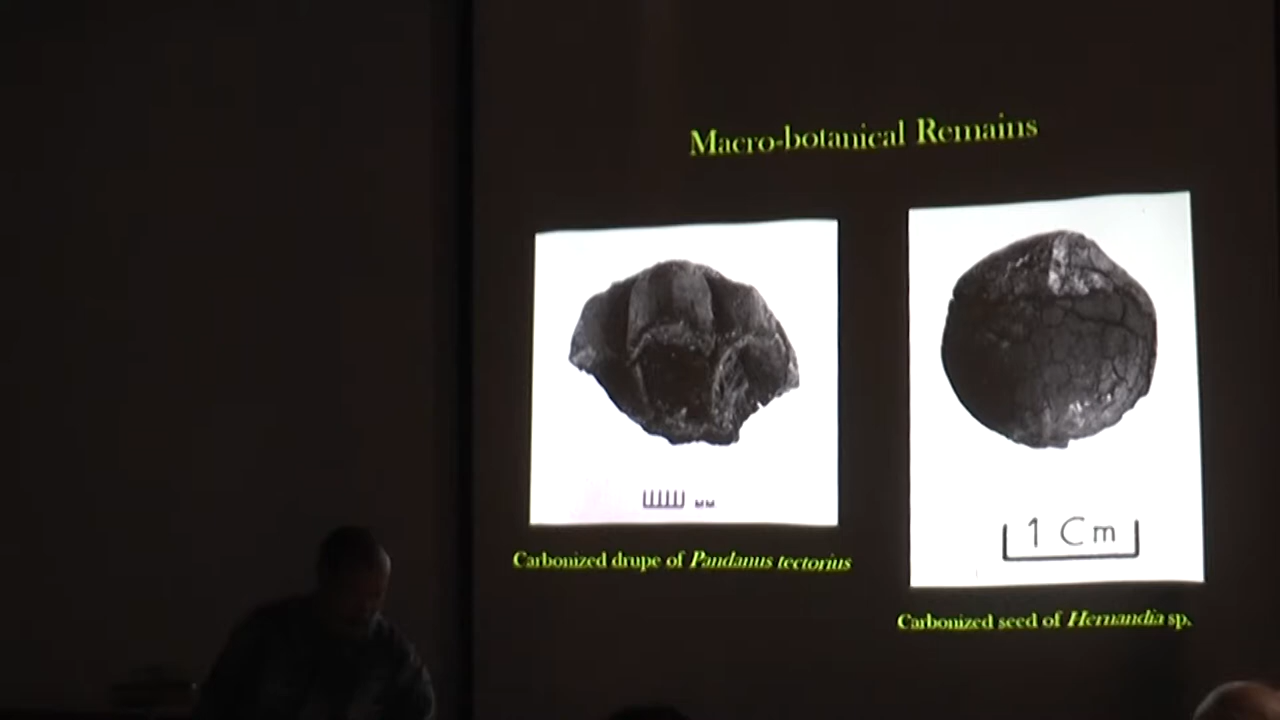 Macro-botanical Remains
1 Cm
Carbonized drupe of Pandanus tectorius
Carbonized seed of Hernandia sp.